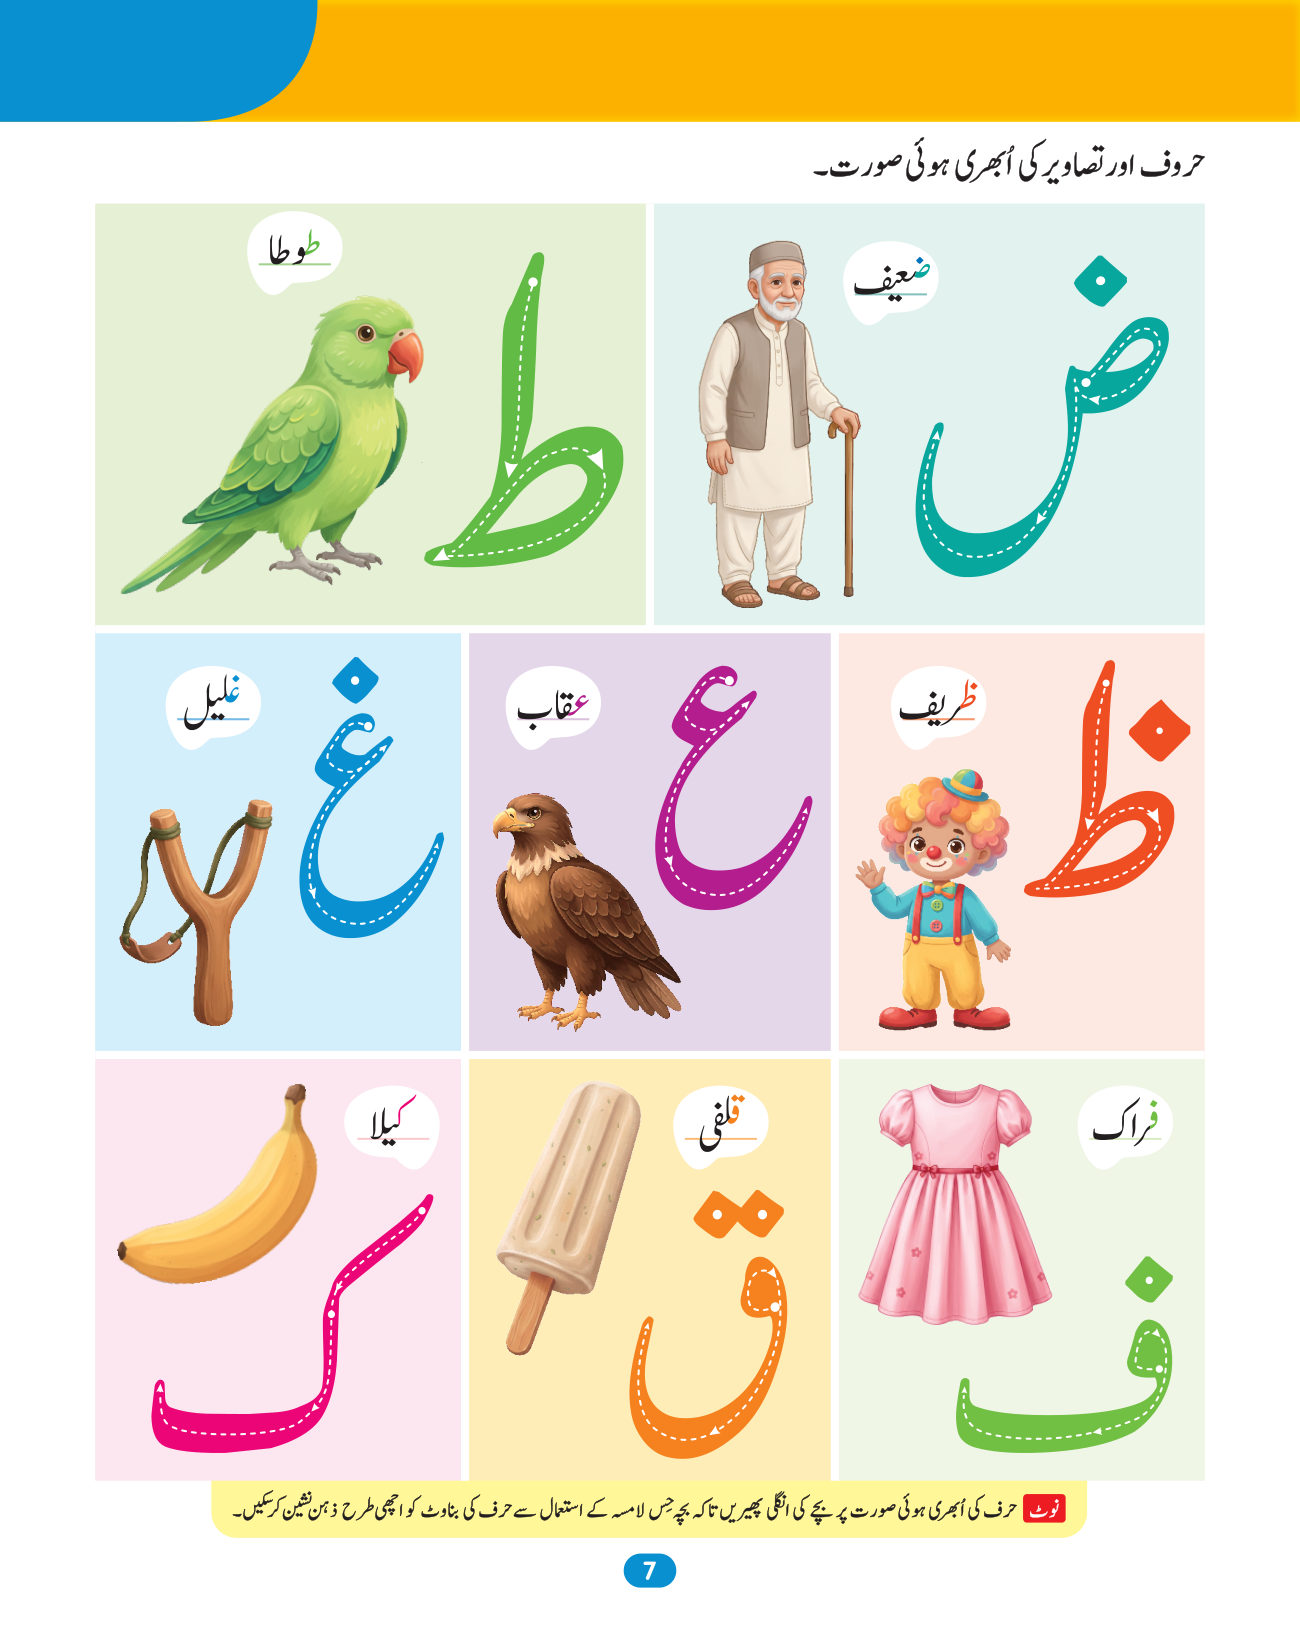 حروف اور تصاویر کی اُبھری ہوئی صورت۔
ضعیف
ض
طوطا
ط
ظریف
ظ
عقاب
ع
غلیل
غ
فراک
ف
قلفی
ق
کیلا
ک
نوٹ حرف کی اُبھری ہوئی صورت پر بچے کی انگلی پھیریں تاکہ بچہ حِس لامسہ کے استعمال سے حرف کی بناوٹ کو اچھی طرح ذہن نشین کرسکیں۔
7